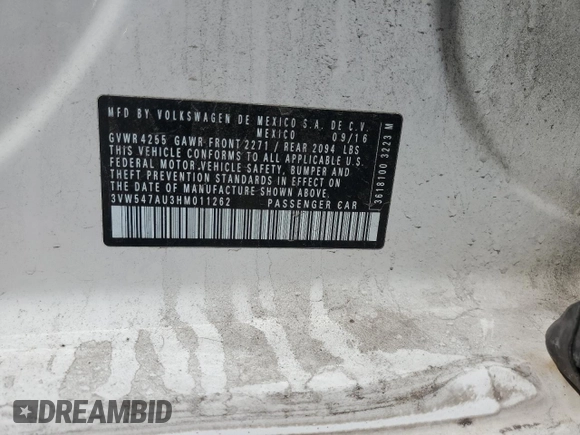 MFD BY VOLKSWAGEN DE MEXICO S.A. DE C.V.
MEXICO 09/16
GVWR 4255 GAWR FRONT 2271 / REAR 2094 LBS
THIS VEHICLE CONFORMS TO ALL APPLICABLE U.S.
FEDERAL MOTOR VEHICLE SAFETY, BUMPER AND
THEFT PREVENTION STANDARDS IN EFFECT ON
THE DATE OF MANUFACTURE SHOWN ABOVE.
3VW547AU3HM011262 PASSENGER CAR
3618100 3223 M
DREAMBID